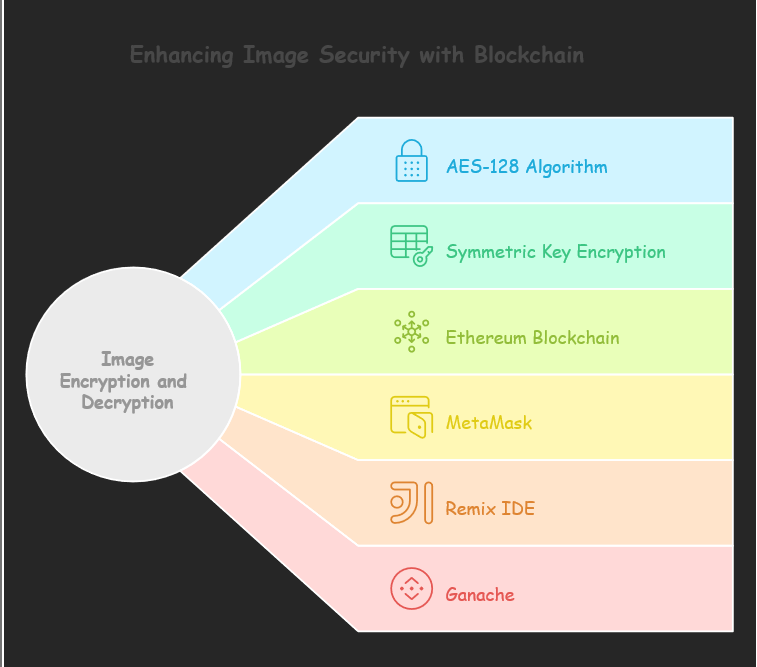 Enhancing Image Security with Blockchain
AES-128 Algorithm
Symmetric Key Encryption
Ethereum Blockchain
Image
Encryption and
Decryption
MetaMask
Remix IDE
Ganache